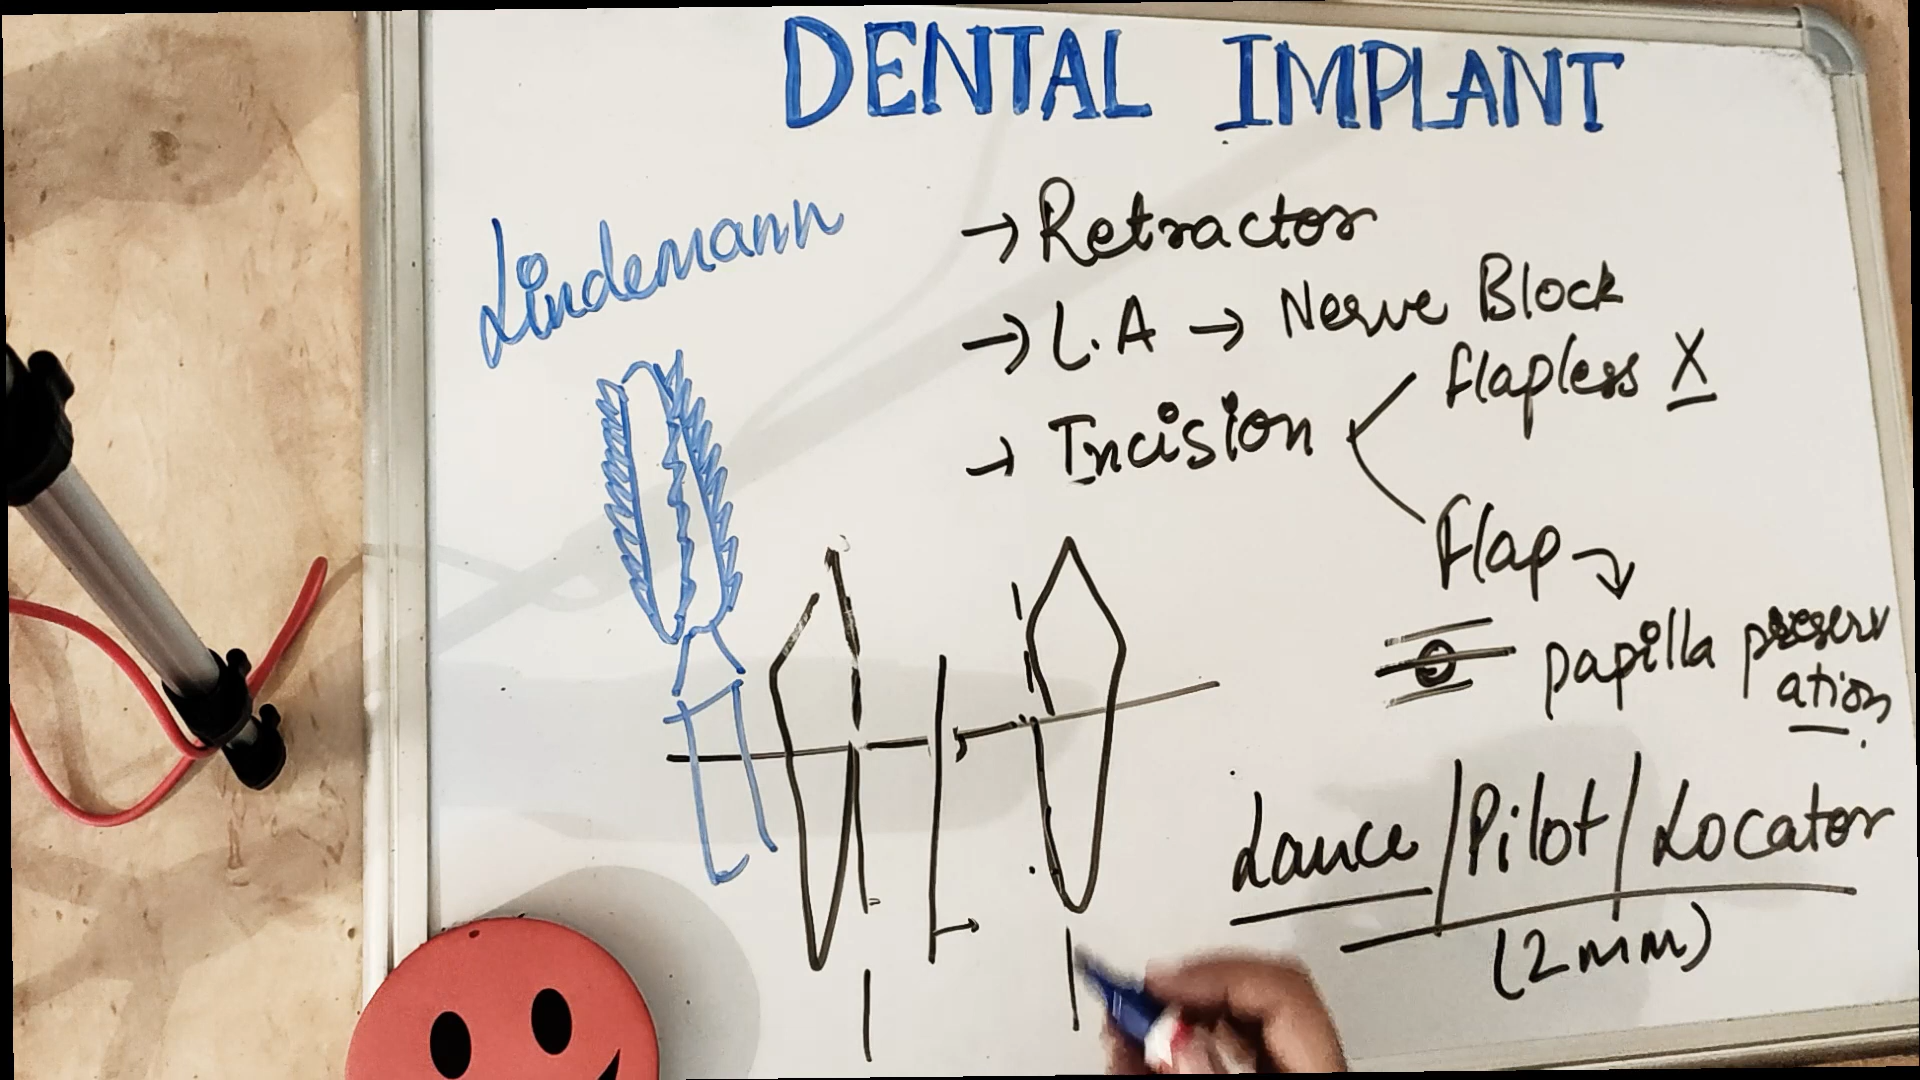 DENTAL IMPLANT
Lindemann
→ Retractor
→ L.A → Nerve Block
→ Incision
flapless X
Flap
papilla preserv
ation
Lance / Pilot / Locator
(2mm)